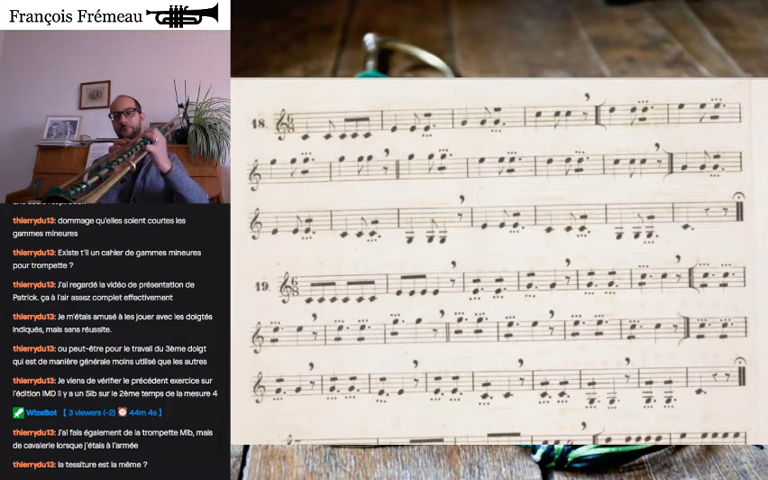 François Frémeau
thierrydu13: dommage qu'elles soient courtes les
gammes mineures
thierrydu13: Existe t'il un cahier de gammes mineures
pour trompette ?
thierrydu13: J'ai regardé la vidéo de présentation de
Patrick. ça à l'air assez complet effectivement
thierrydu13: Je m'étais amusé à les jouer avec les doigtés
indiqués, mais sans réussite.
thierrydu13: ou peut-être pour le travail du 3ème doigt
qui est de manière générale moins utilisé que les autres
thierrydu13: Je viens de vérifier le précédent exercice sur
l'édition IMD il y a un Sib sur le 2ème temps de la mesure 4
WizeBot [ 3 viewers (-2) 44m 4s ]
thierrydu13: J'ai fais également de la trompette Mib, mais
de cavalerie lorsque j'étais à l'armée
thierrydu13: la tessiture est la même ?
18.
6
8
19.
6
8